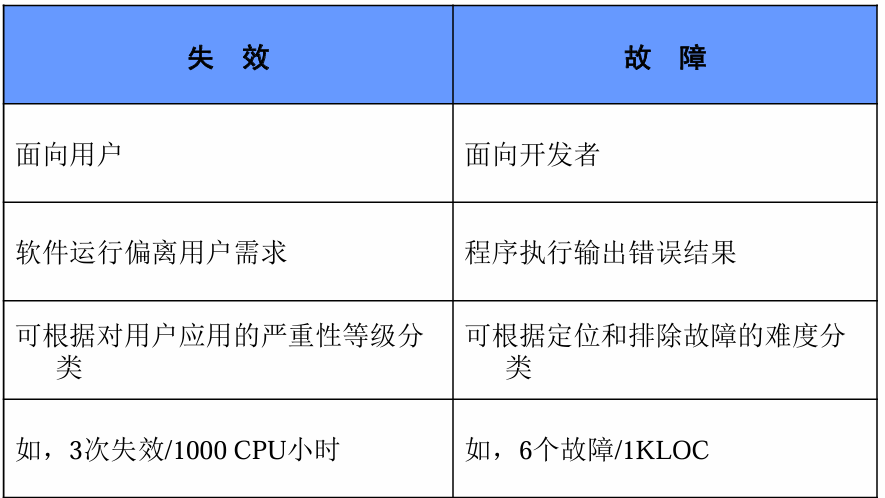 失 效
故 障
面向用户
面向开发者
软件运行偏离用户需求
程序执行输出错误结果
可根据对用户应用的严重性等级分
类
可根据定位和排除故障的难度分
类
如，3次失效/1000 CPU小时
如，6个故障/1KLOC